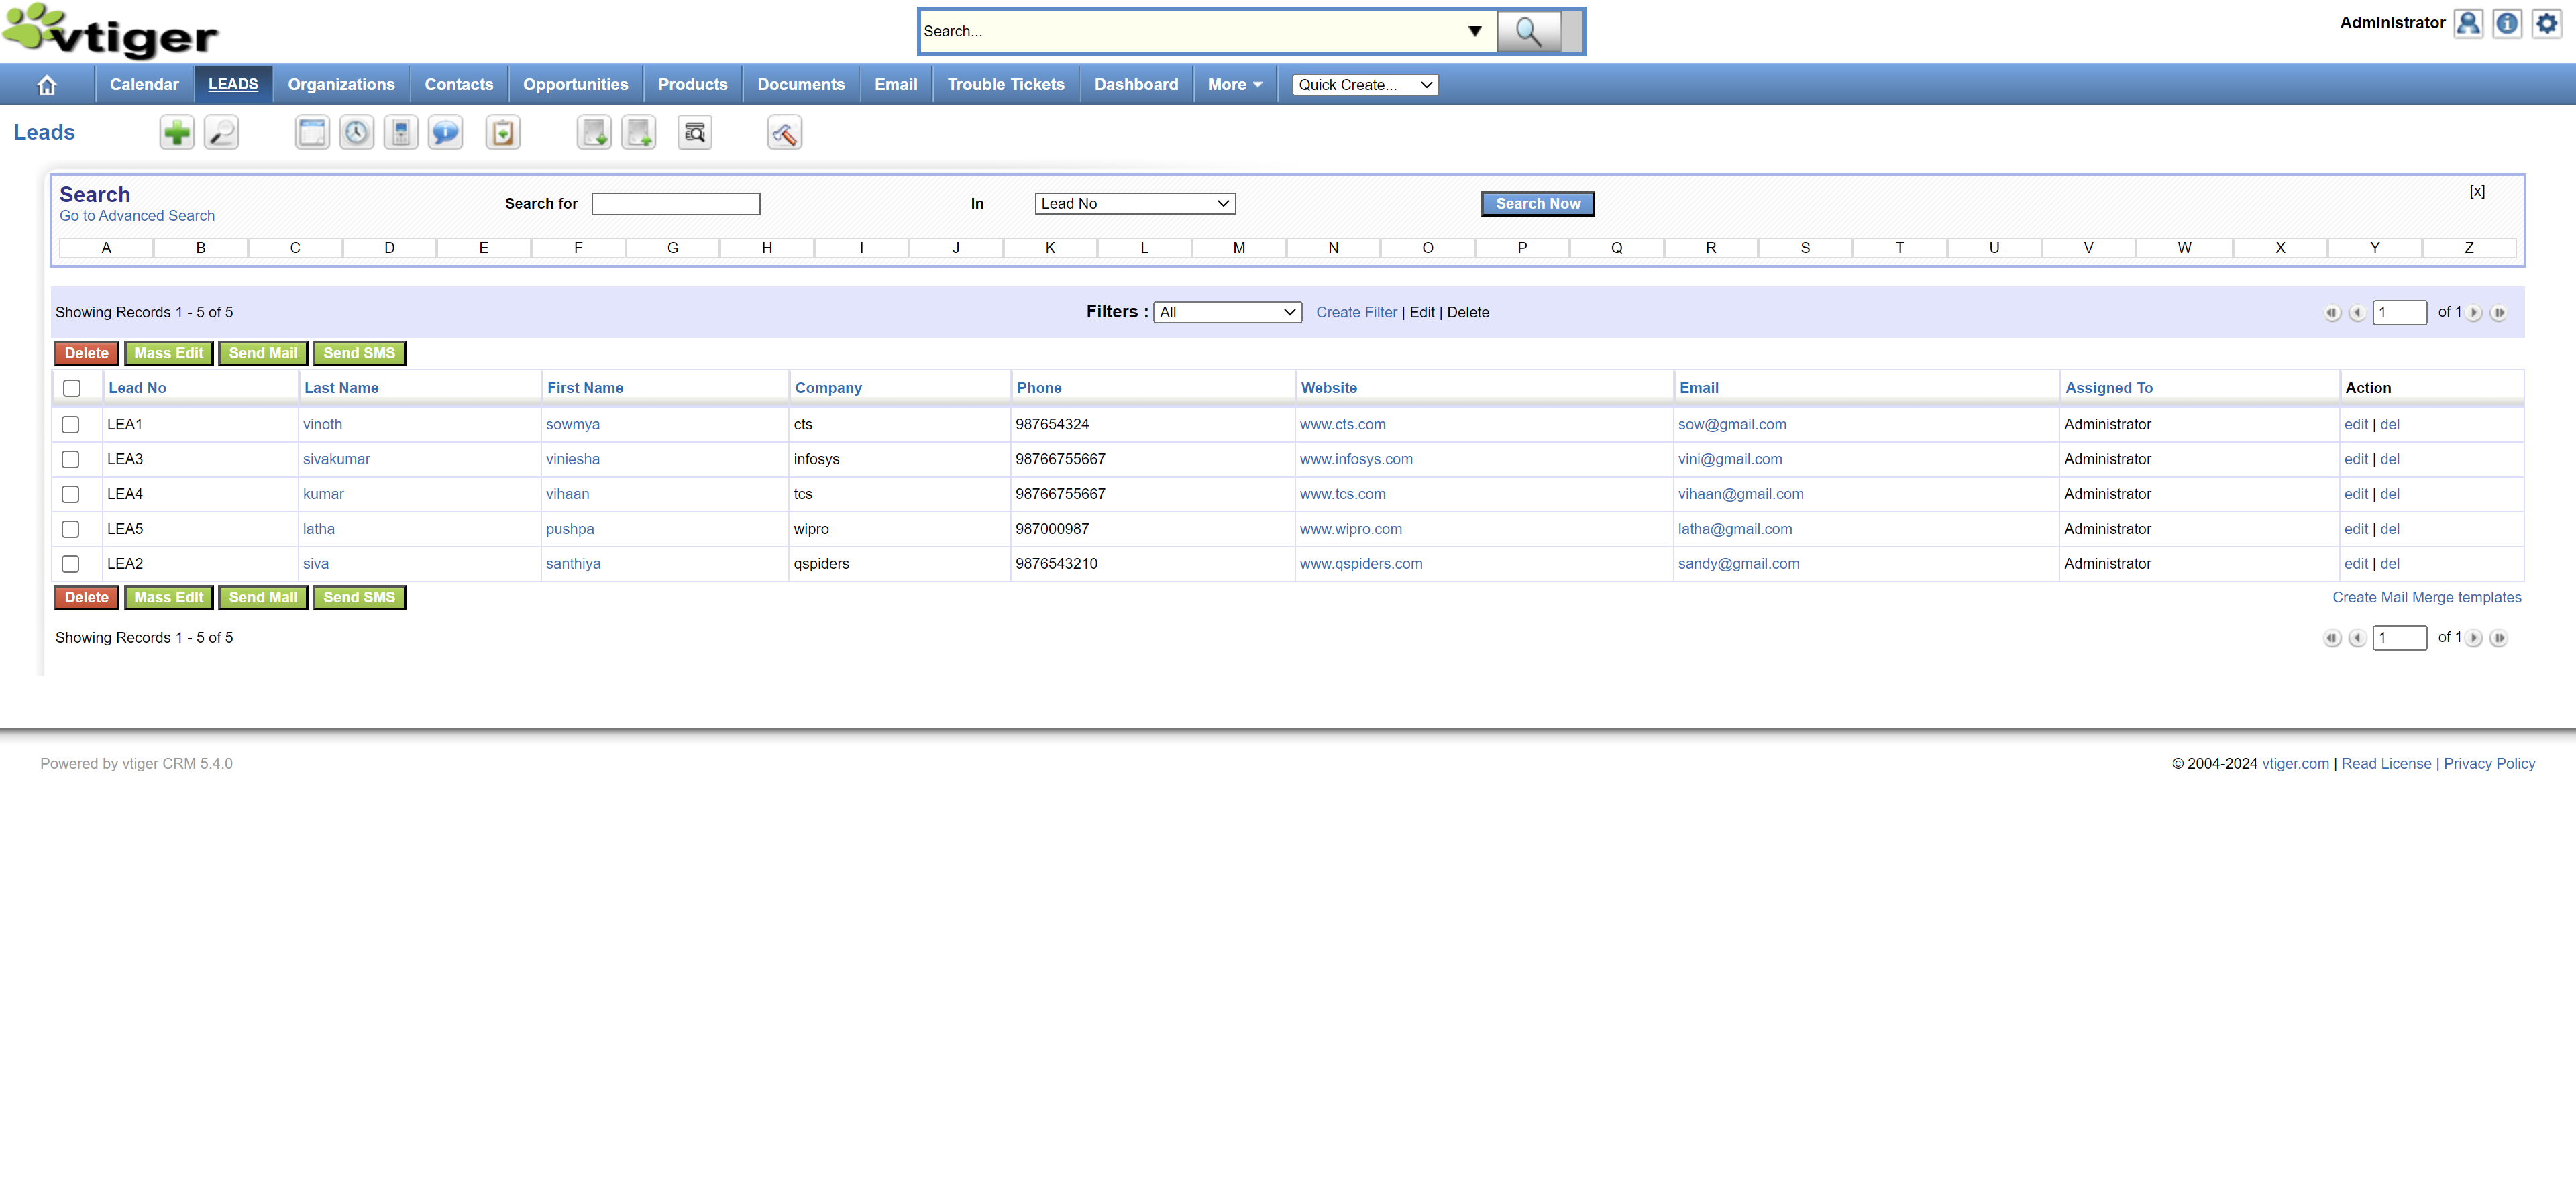 vtiger
Search...
Administrator
Calendar LEADS Organizations Contacts Opportunities Products Documents Email Trouble Tickets Dashboard More Quick Create...
Leads
Search
Go to Advanced Search
Search for In Lead No Search Now [x]
A B C D E F G H I J K L M N O P Q R S T U V W X Y Z
Showing Records 1 - 5 of 5 Filters : All Create Filter | Edit | Delete 1 of 1
Delete Mass Edit Send Mail Send SMS
Lead No Last Name First Name Company Phone Website Email Assigned To Action
LEA1 vinoth sowmya cts 987654324 www.cts.com sow@gmail.com Administrator edit | del
LEA3 sivakumar viniesha infosys 98766755667 www.infosys.com vini@gmail.com Administrator edit | del
LEA4 kumar vihaan tcs 98766755667 www.tcs.com vihaan@gmail.com Administrator edit | del
LEA5 latha pushpa wipro 987000987 www.wipro.com latha@gmail.com Administrator edit | del
LEA2 siva santhiya qspiders 9876543210 www.qspiders.com sandy@gmail.com Administrator edit | del
Delete Mass Edit Send Mail Send SMS Create Mail Merge templates
Showing Records 1 - 5 of 5 1 of 1
Powered by vtiger CRM 5.4.0 © 2004-2024 vtiger.com | Read License | Privacy Policy